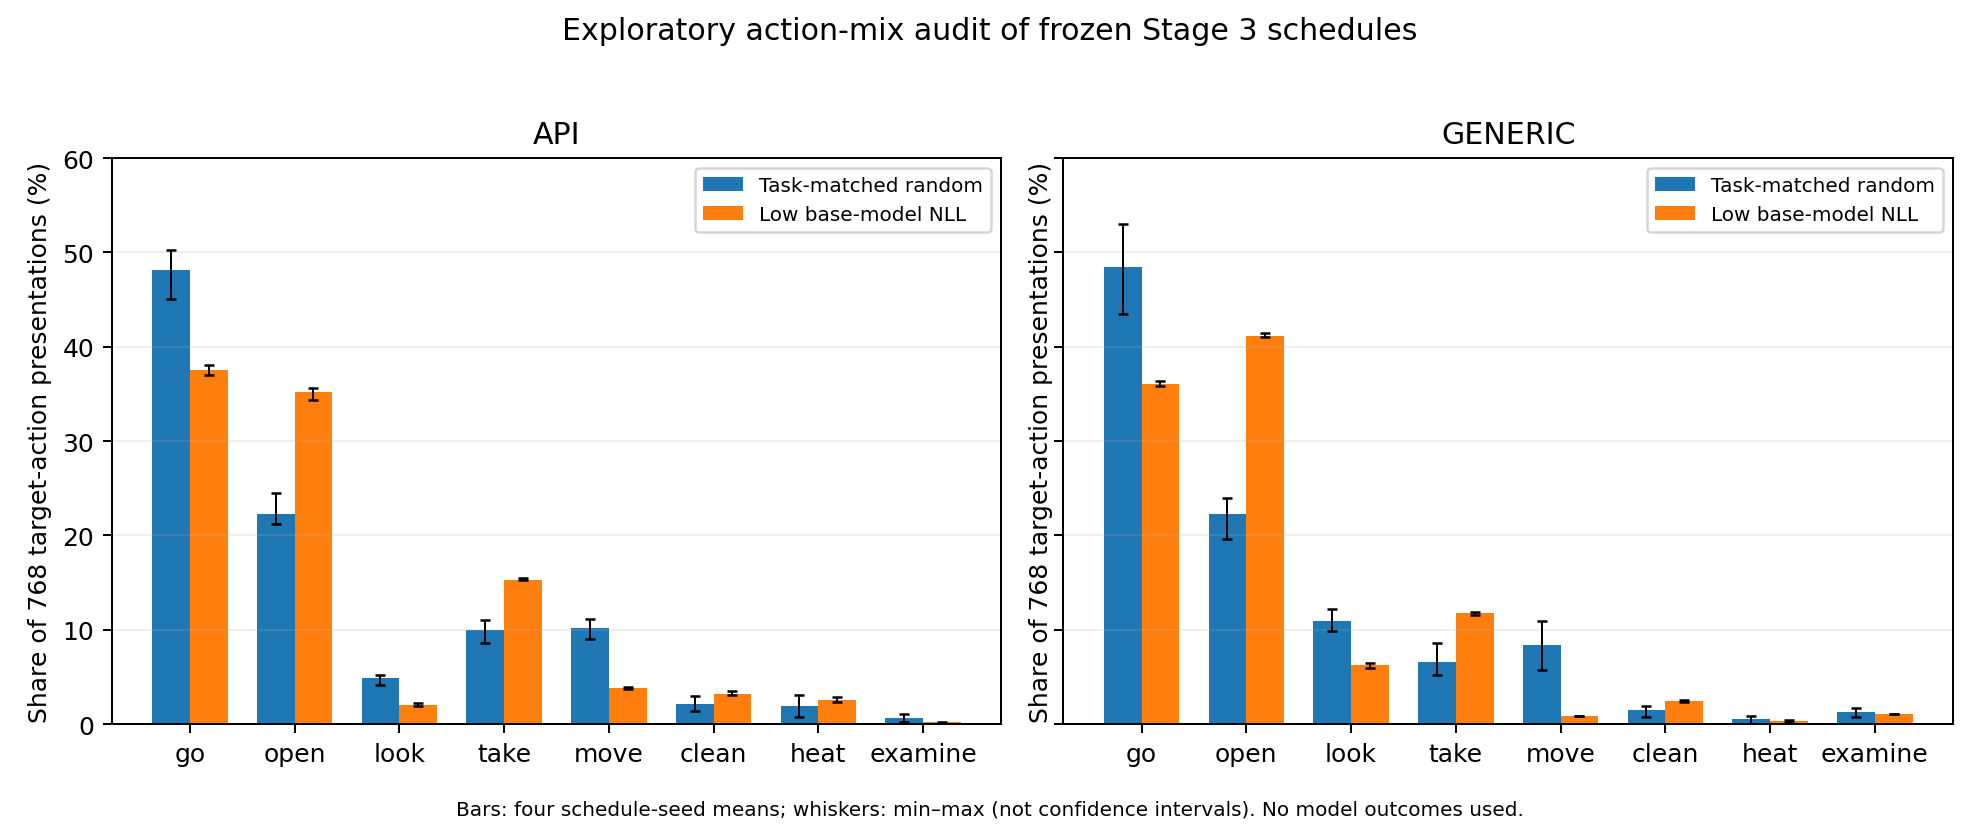 Exploratory action-mix audit of frozen Stage 3 schedules
API
Share of 768 target-action presentations (%)
60
50
40
30
20
10
0
Task-matched random
Low base-model NLL
go open look take move clean heat examine
GENERIC
Share of 768 target-action presentations (%)
Task-matched random
Low base-model NLL
go open look take move clean heat examine
Bars: four schedule-seed means; whiskers: min–max (not confidence intervals). No model outcomes used.